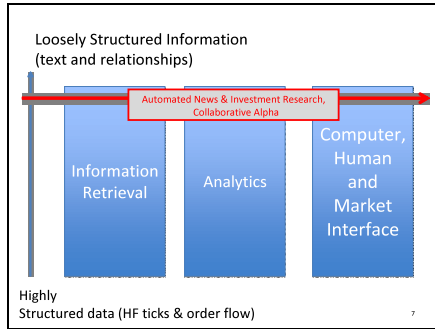 Loosely Structured Information
(text and relationships)
Automated News & Investment Research,
Collaborative Alpha
Information
Retrieval
Analytics
Computer,
Human
and
Market
Interface
Highly
Structured data (HF ticks & order flow)
7